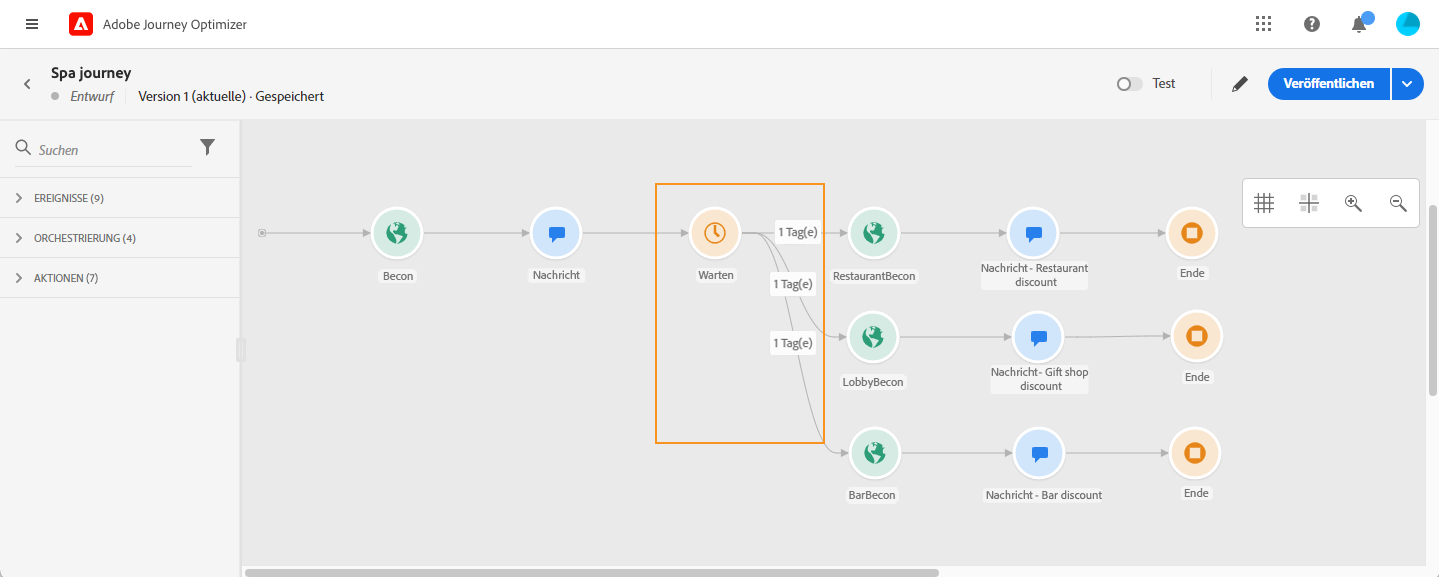 Adobe Journey Optimizer
Spa journey
Entwurf
Version 1 (aktuelle) · Gespeichert
Test
Veröffentlichen
Suchen
EREIGNISSE (9)
ORCHESTRIERUNG (4)
AKTIONEN (7)
Becon
Nachricht
Warten
1 Tag(e)
1 Tag(e)
1 Tag(e)
RestaurantBecon
Nachricht - Restaurant
discount
Ende
LobbyBecon
Nachricht- Gift shop
discount
Ende
BarBecon
Nachricht - Bar discount
Ende